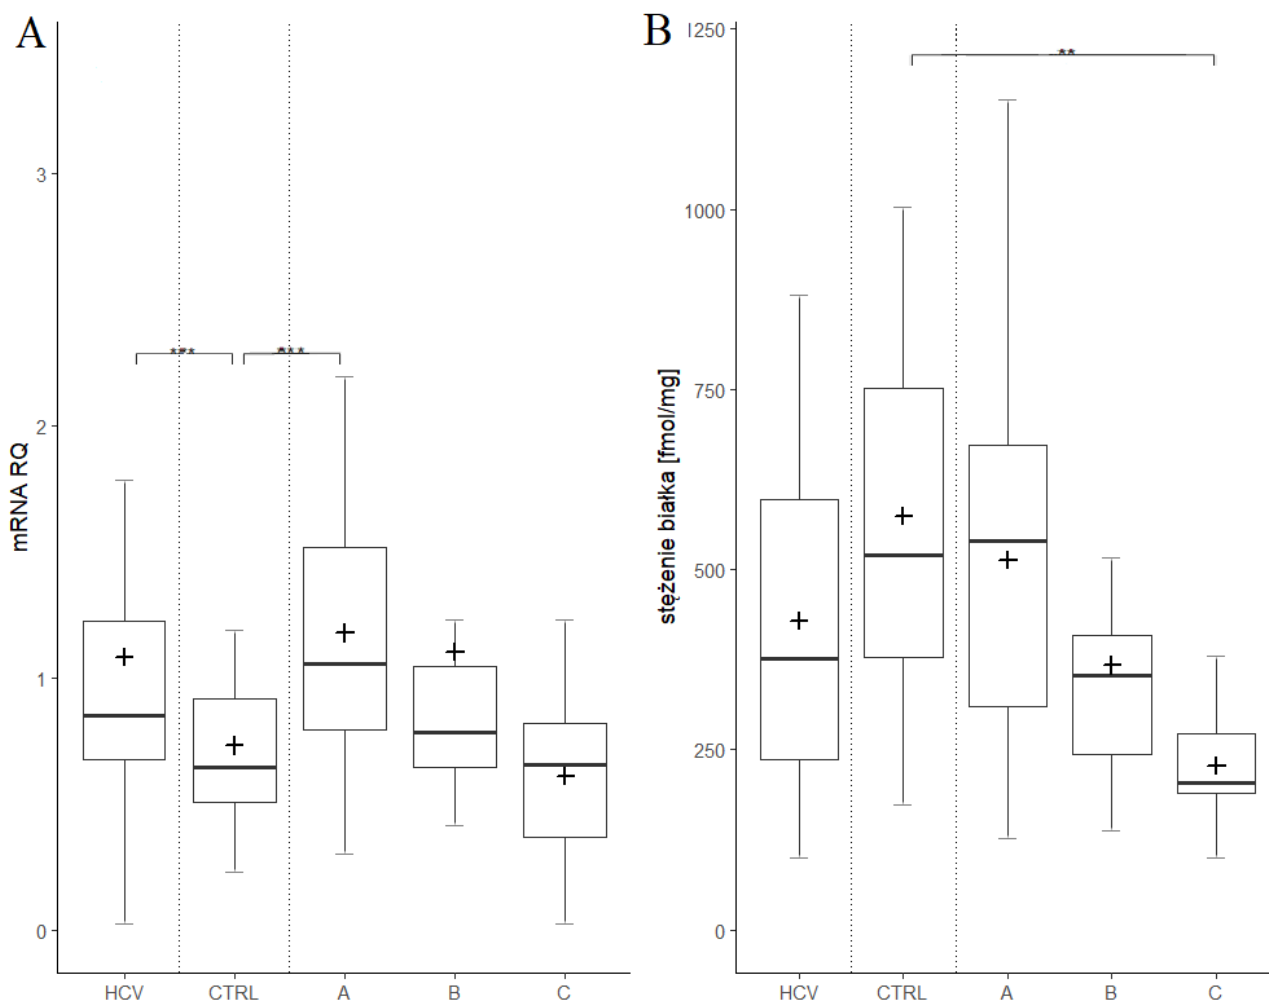 A
mRNA RQ
3
2
1
0
***
***
HCV CTRL A B C
B
stężenie białka [fmol/mg]
1250
1000
750
500
250
0
**
HCV CTRL A B C